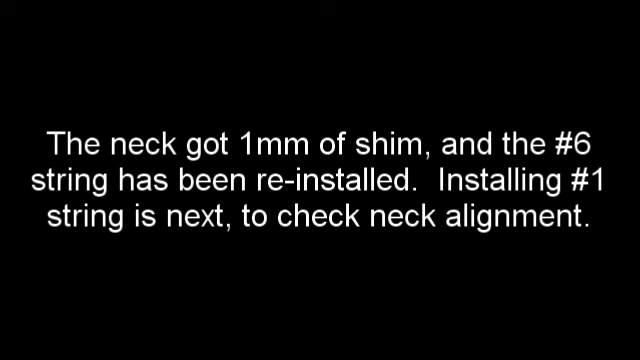 The neck got 1mm of shim, and the #6
string has been re-installed.  Installing #1
string is next, to check neck alignment.